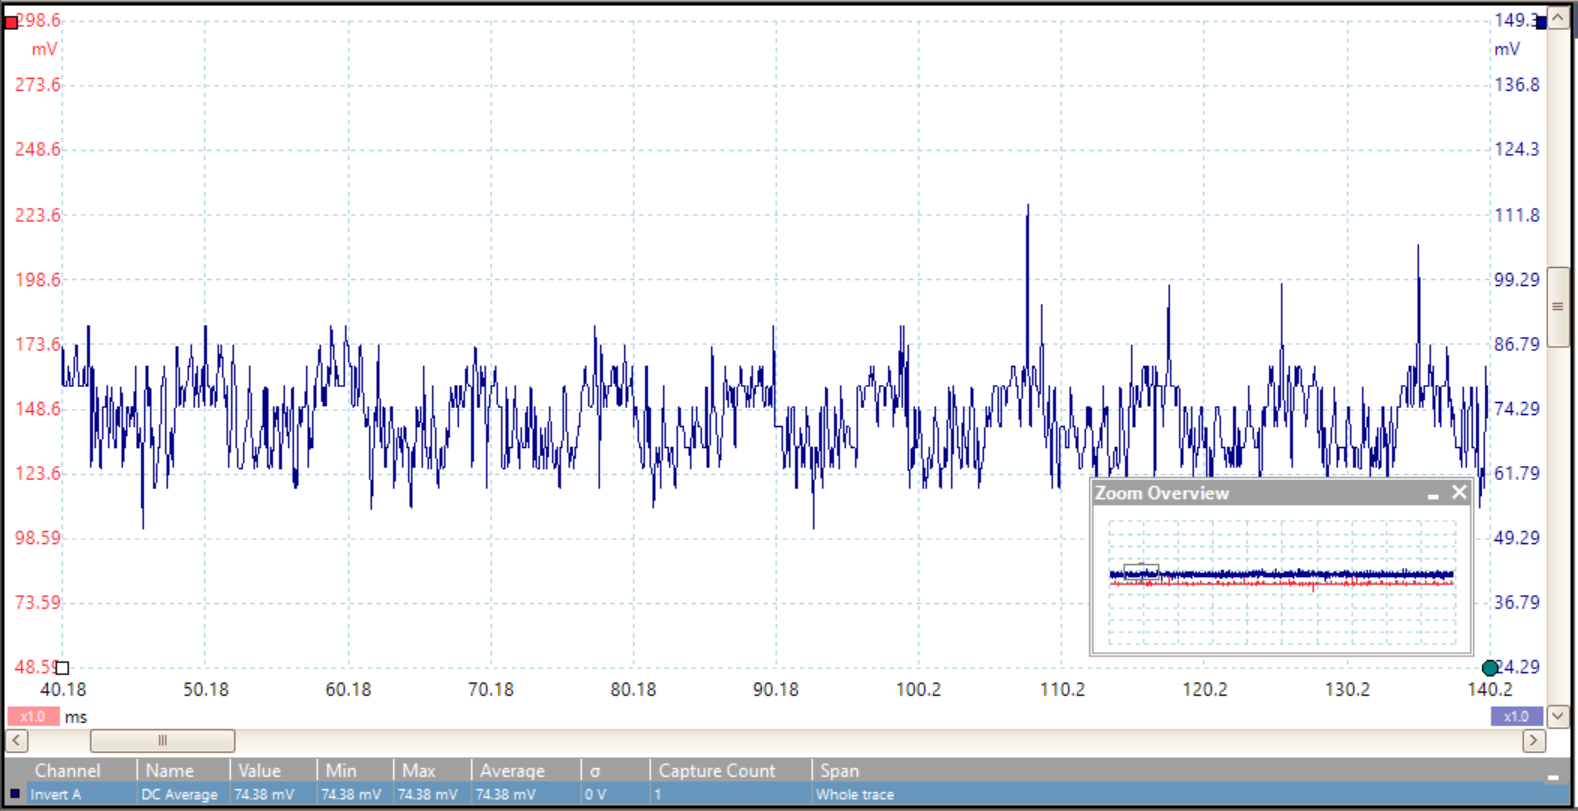 298.6 149.3
mV mV
273.6 136.8
248.6 124.3
223.6 111.8
198.6 99.29
173.6 86.79
148.6 74.29
123.6 61.79
Zoom Overview
98.59 49.29
73.59 36.79
48.59 24.29
40.18 50.18 60.18 70.18 80.18 90.18 100.2 110.2 120.2 130.2 140.2
x1.0 ms x1.0
Channel Name Value Min Max Average σ Capture Count Span
Invert A DC Average 74.38 mV 74.38 mV 74.38 mV 74.38 mV 0 V 1 Whole trace